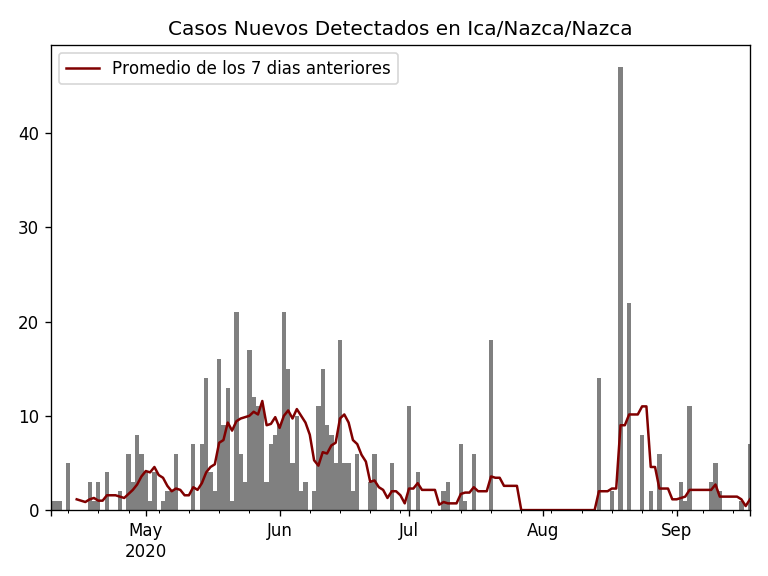 Casos Nuevos Detectados en Ica/Nazca/Nazca
Promedio de los 7 dias anteriores
40
30
20
10
0
May Jun Jul Aug Sep
2020